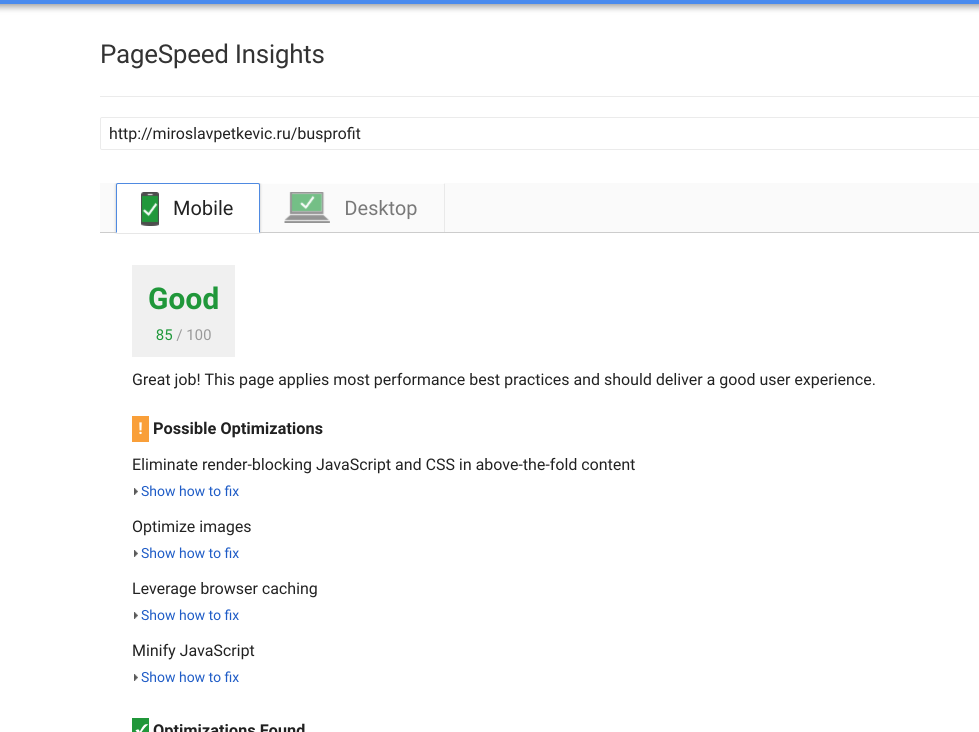 PageSpeed Insights
http://miroslavpetkevic.ru/busprofit
Mobile Desktop
Good
85 / 100
Great job! This page applies most performance best practices and should deliver a good user experience.
! Possible Optimizations
Eliminate render-blocking JavaScript and CSS in above-the-fold content
Show how to fix
Optimize images
Show how to fix
Leverage browser caching
Show how to fix
Minify JavaScript
Show how to fix
Optimizations Found